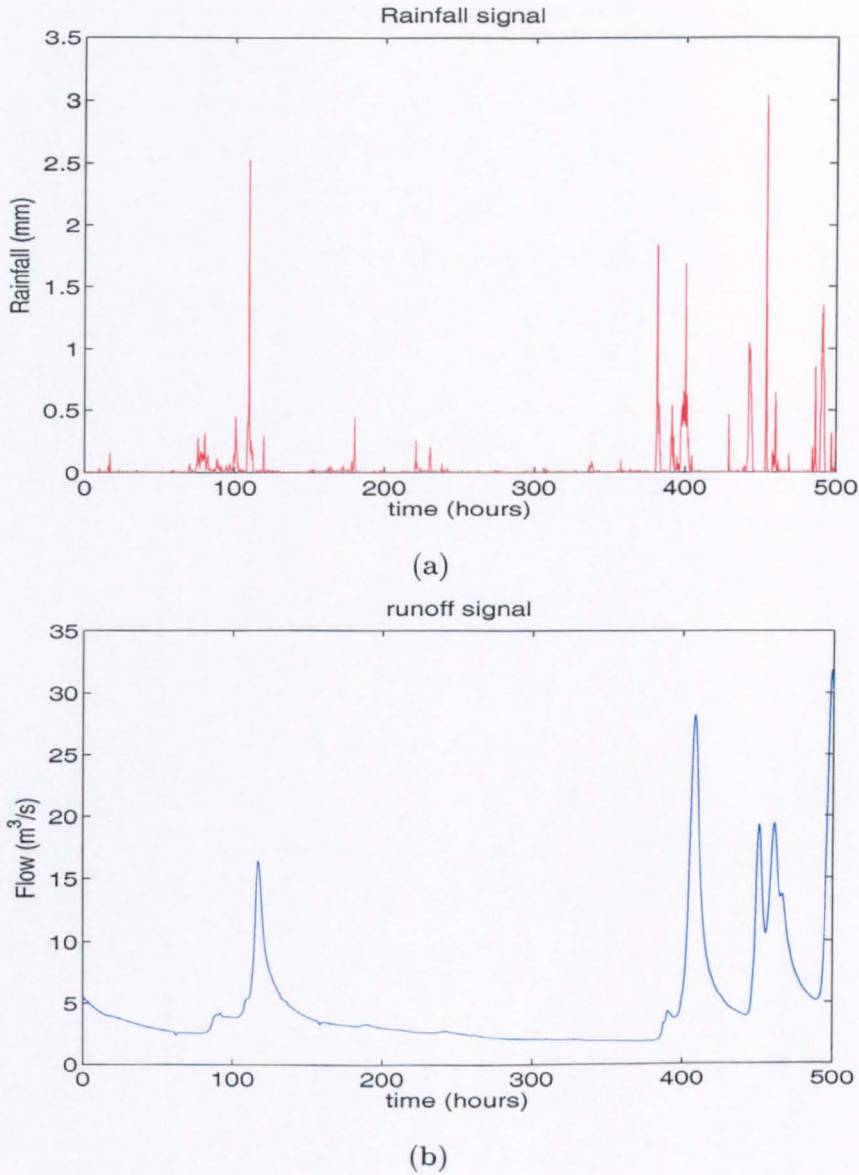 Rainfall signal
3.5
3
2.5
2
1.5
1
0.5
0
Rainfall (mm)
0 100 200 300 400 500
time (hours)
(a)
runoff signal
35
30
25
20
15
10
5
0
Flow (m³/s)
0 100 200 300 400 500
time (hours)
(b)